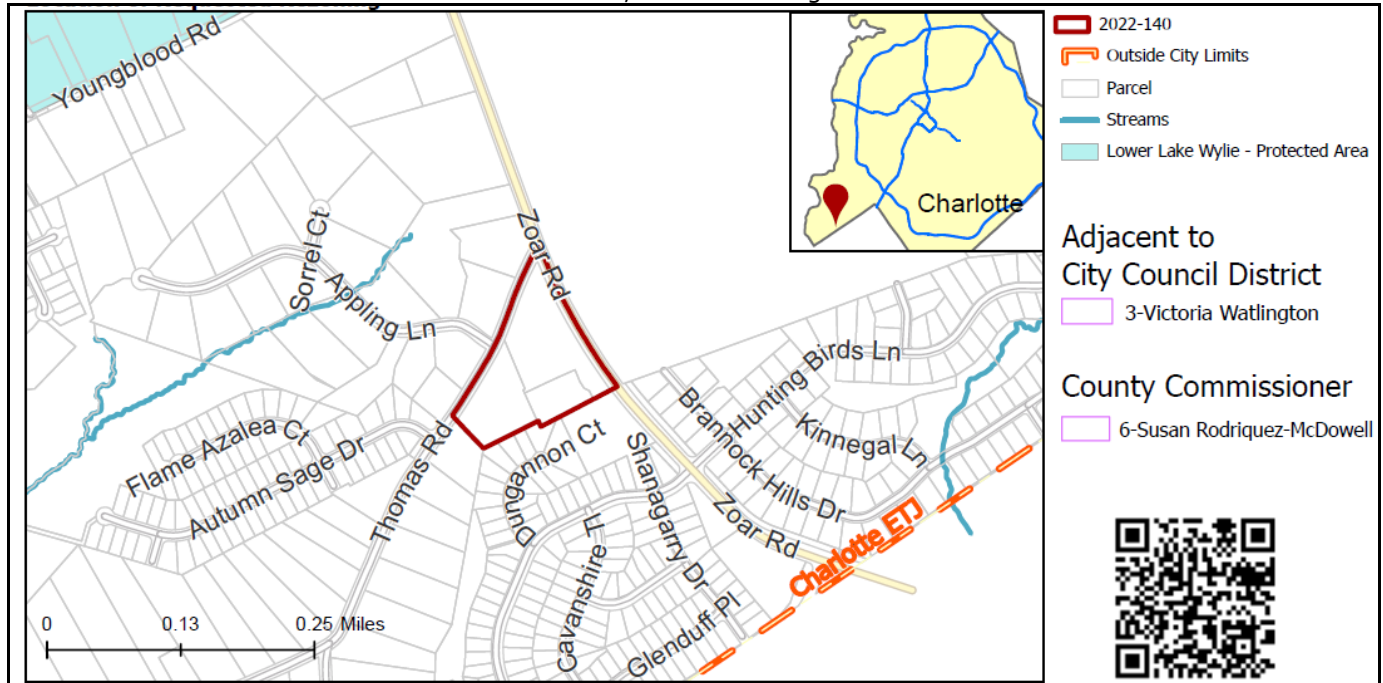 Youngblood Rd
Zoar Rd
Sorrel Ct
Appling Ln
Flame Azalea Ct
Autumn Sage Dr
Thomas Rd
Dungannon Ct
Shanagarry Dr
Brannock Hills Dr
Hunting Birds Ln
Kinnegal Ln
Zoar Rd
Cavanshire Tl
Glenduff Pl
Charlotte ETJ
0 0.13 0.25 Miles
Charlotte
2022-140
Outside City Limits
Parcel
Streams
Lower Lake Wylie - Protected Area
Adjacent to
City Council District
3-Victoria Watlington
County Commissioner
6-Susan Rodriquez-McDowell